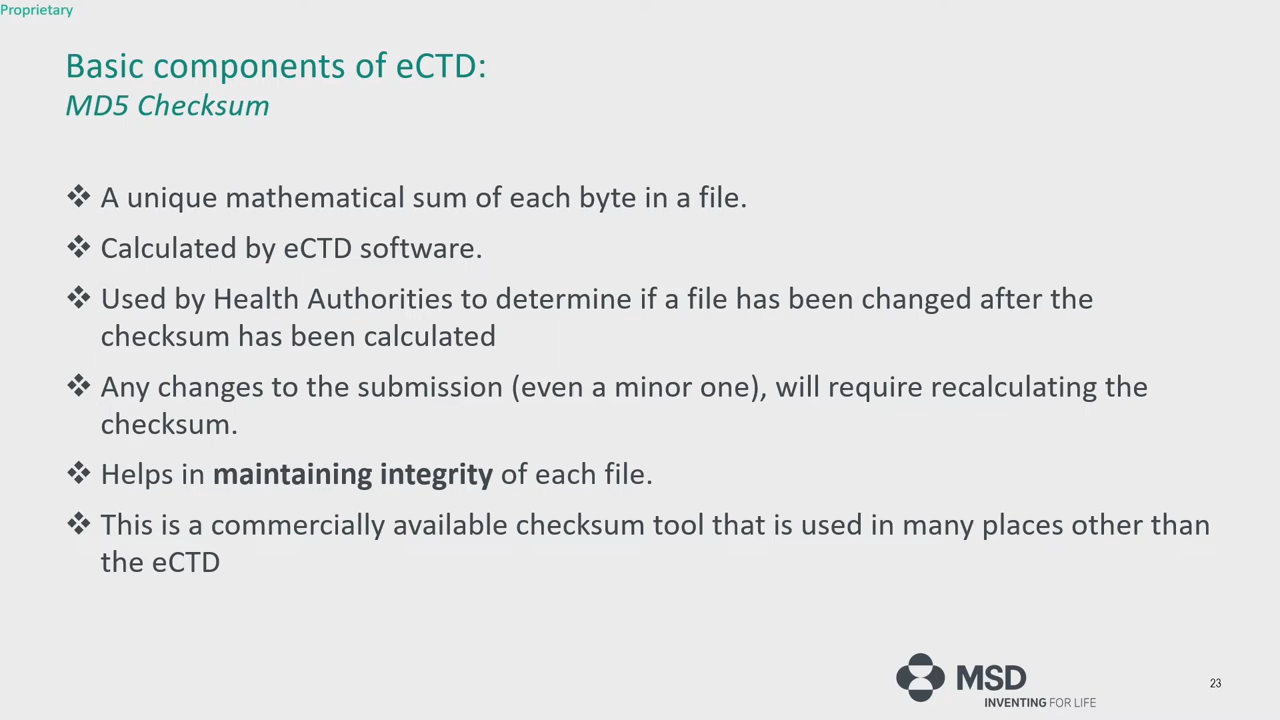 Proprietary
Basic components of eCTD:
MD5 Checksum
❖ A unique mathematical sum of each byte in a file.
❖ Calculated by eCTD software.
❖ Used by Health Authorities to determine if a file has been changed after the
checksum has been calculated
❖ Any changes to the submission (even a minor one), will require recalculating the
checksum.
❖ Helps in maintaining integrity of each file.
❖ This is a commercially available checksum tool that is used in many places other than
the eCTD
MSD
INVENTING FOR LIFE
23